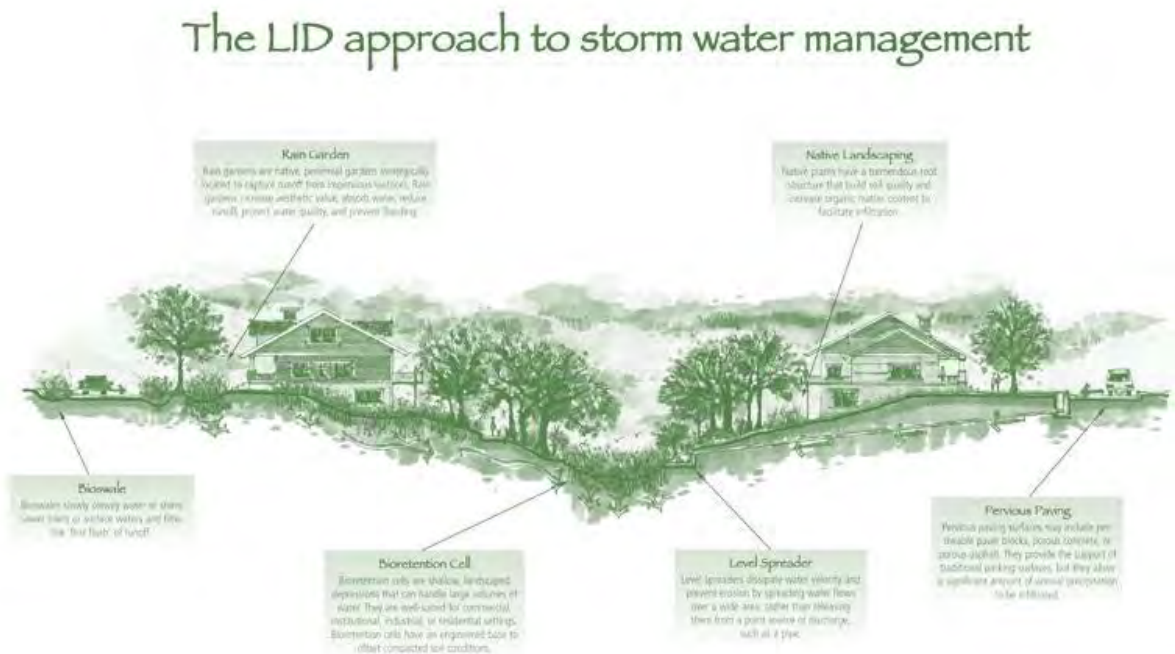 The LID approach to storm water management
Rain Garden
Rain gardens are native, perennial gardens strategically
located to capture runoff from impervious surfaces. Rain
gardens increase aesthetic value, absorb water, reduce
runoff, protect water quality, and prevent flooding.
Native Landscaping
Native plants have a tremendous root
structure that build soil quality and
increase organic matter content to
facilitate infiltration.
Bioswale
Bioswales slowly convey water to storm
sewer inlets or surface waters and filter
the "first flush" of runoff.
Bioretention Cell
Bioretention cells are shallow, landscaped
depressions that can handle large volumes of
water. They are well-suited for commercial,
institutional, industrial, or residential settings.
Bioretention cells have an engineered base to
offset compacted soil conditions.
Level Spreader
Level spreaders dissipate water velocity and
prevent erosion by spreading water flows
over a wide area, rather than releasing
them from a point source of discharge,
such as a pipe.
Pervious Paving
Pervious paving surfaces may include per-
meable paver blocks, porous concrete, or
porous asphalt. They provide the support of
traditional parking surfaces, but they allow
a significant amount of annual precipitation
to be infiltrated.